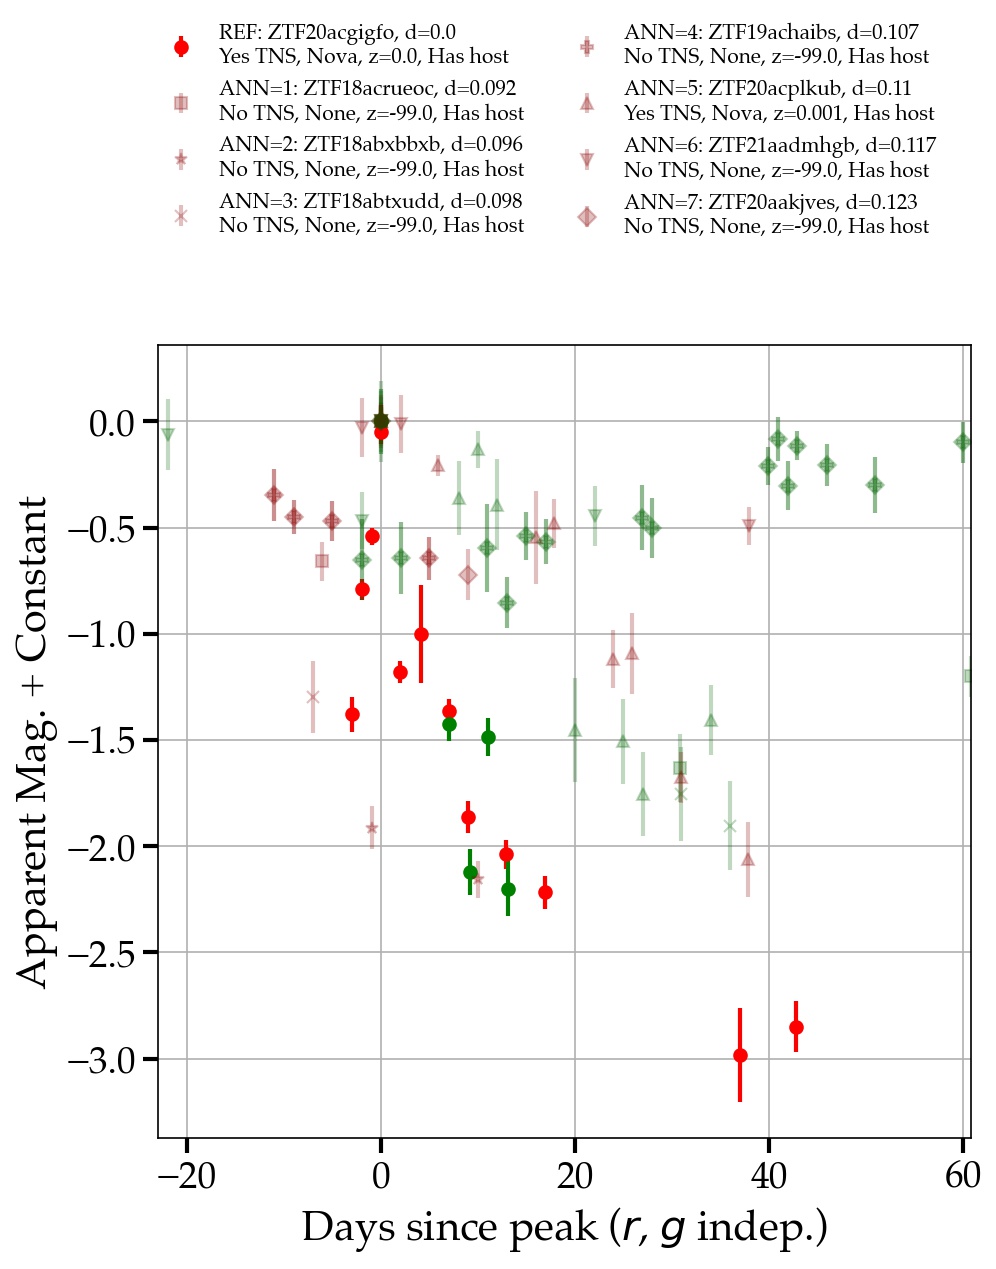 REF: ZTF20acgigfo, d=0.0
Yes TNS, Nova, z=0.0, Has host
ANN=1: ZTF18acrueoc, d=0.092
No TNS, None, z=-99.0, Has host
ANN=2: ZTF18abxbbxb, d=0.096
No TNS, None, z=-99.0, Has host
ANN=3: ZTF18abtxudd, d=0.098
No TNS, None, z=-99.0, Has host
ANN=4: ZTF19achaibs, d=0.107
No TNS, None, z=-99.0, Has host
ANN=5: ZTF20acplkub, d=0.11
Yes TNS, Nova, z=0.001, Has host
ANN=6: ZTF21aadmhgb, d=0.117
No TNS, None, z=-99.0, Has host
ANN=7: ZTF20aakjves, d=0.123
No TNS, None, z=-99.0, Has host
Apparent Mag. + Constant
0.0
−0.5
−1.0
−1.5
−2.0
−2.5
−3.0
−20 0 20 40 60
Days since peak (r, g indep.)